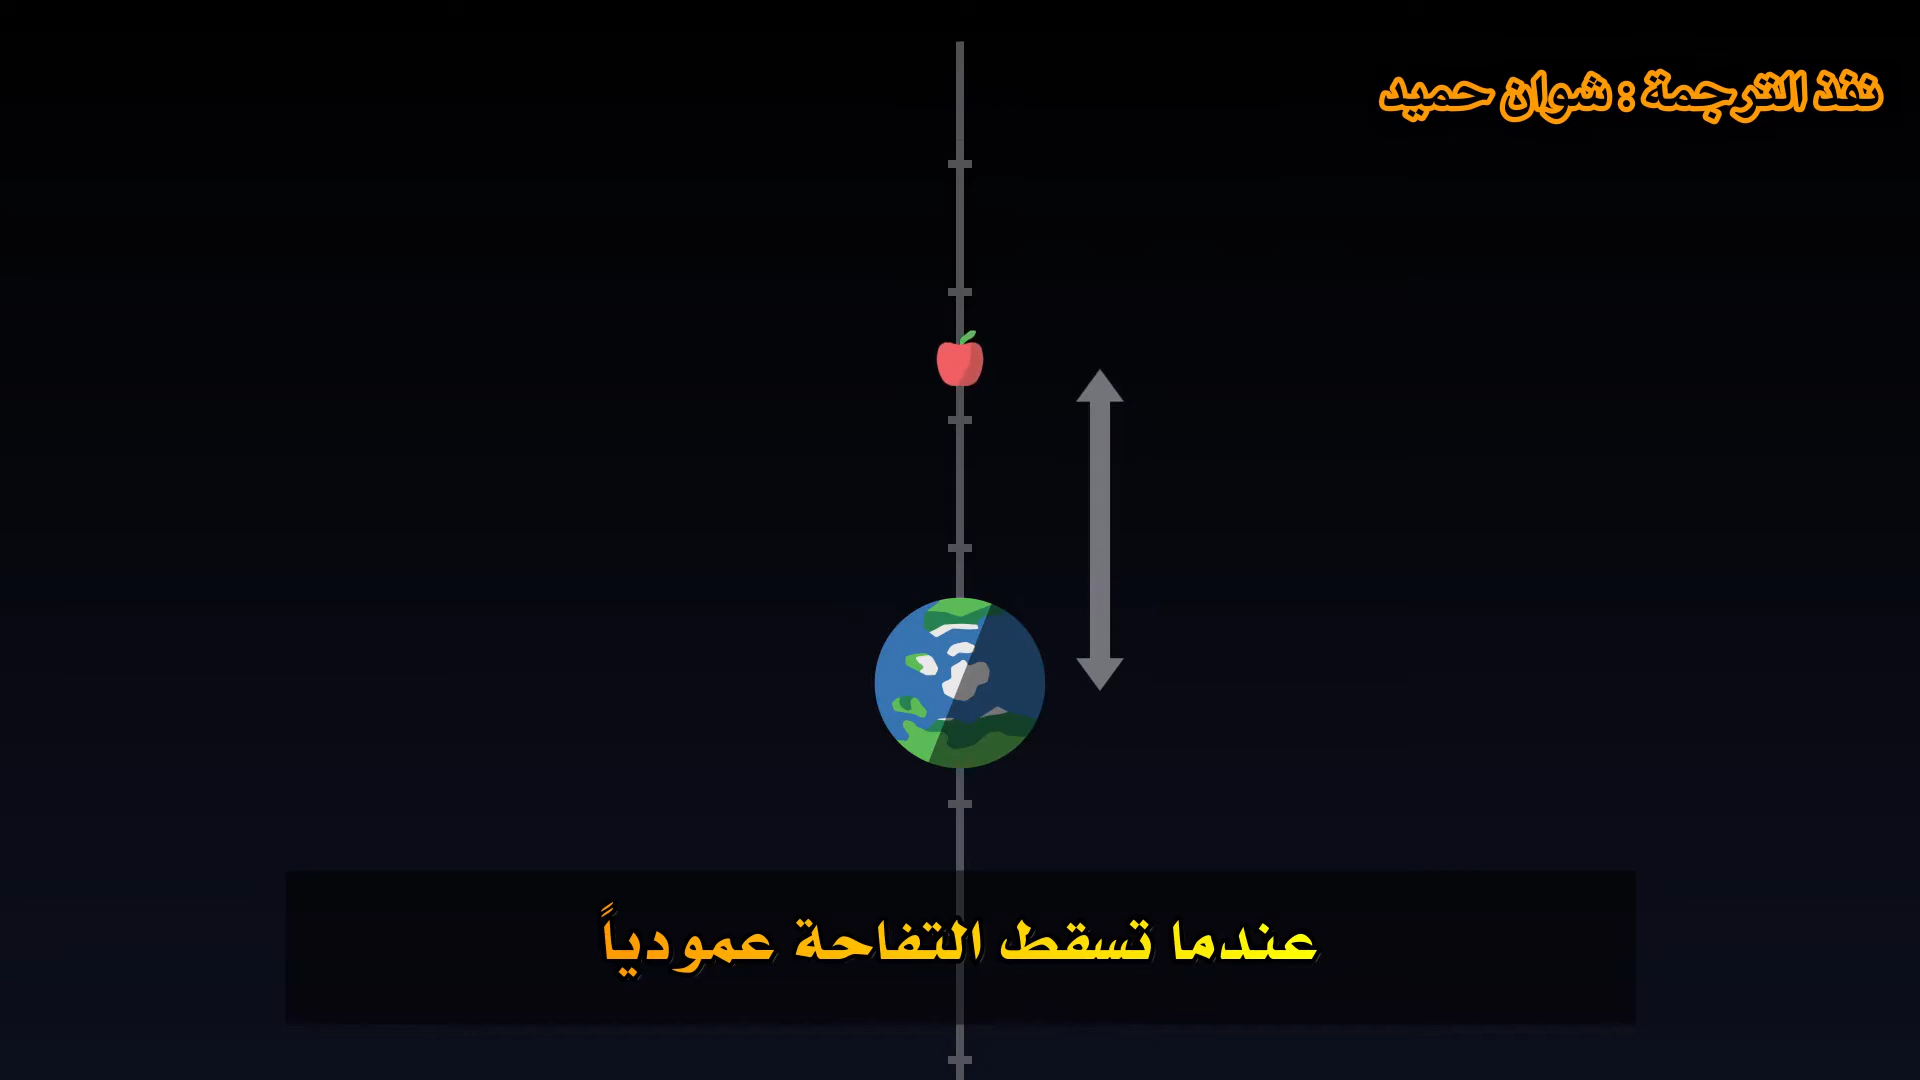 نفذ الترجمة : شوان حميد
عندما تسقط التفاحة عمودياً